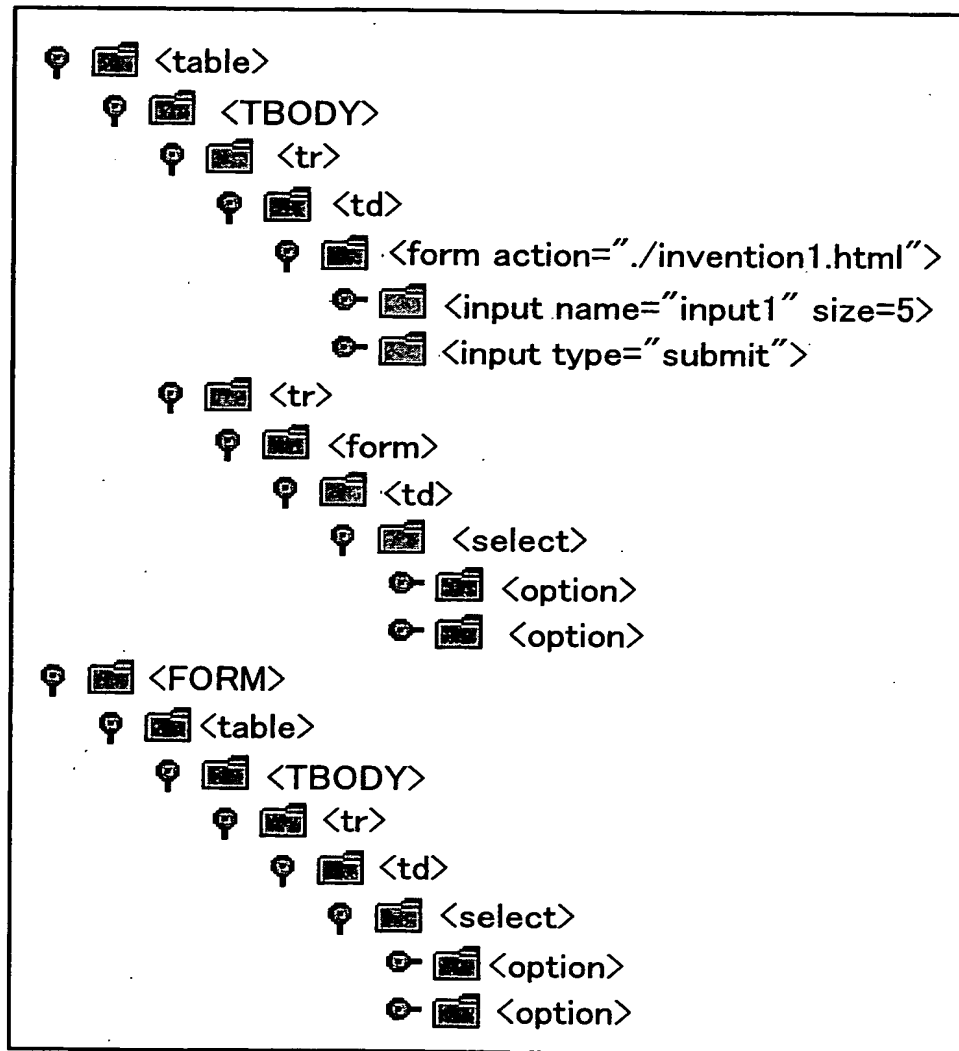 <table>
<TBODY>
<tr>
<td>
<form action="./invention1.html">
<input name="input1" size=5>
<input type="submit">
<tr>
<form>
<td>
<select>
<option>
<option>
<FORM>
<table>
<TBODY>
<tr>
<td>
<select>
<option>
<option>